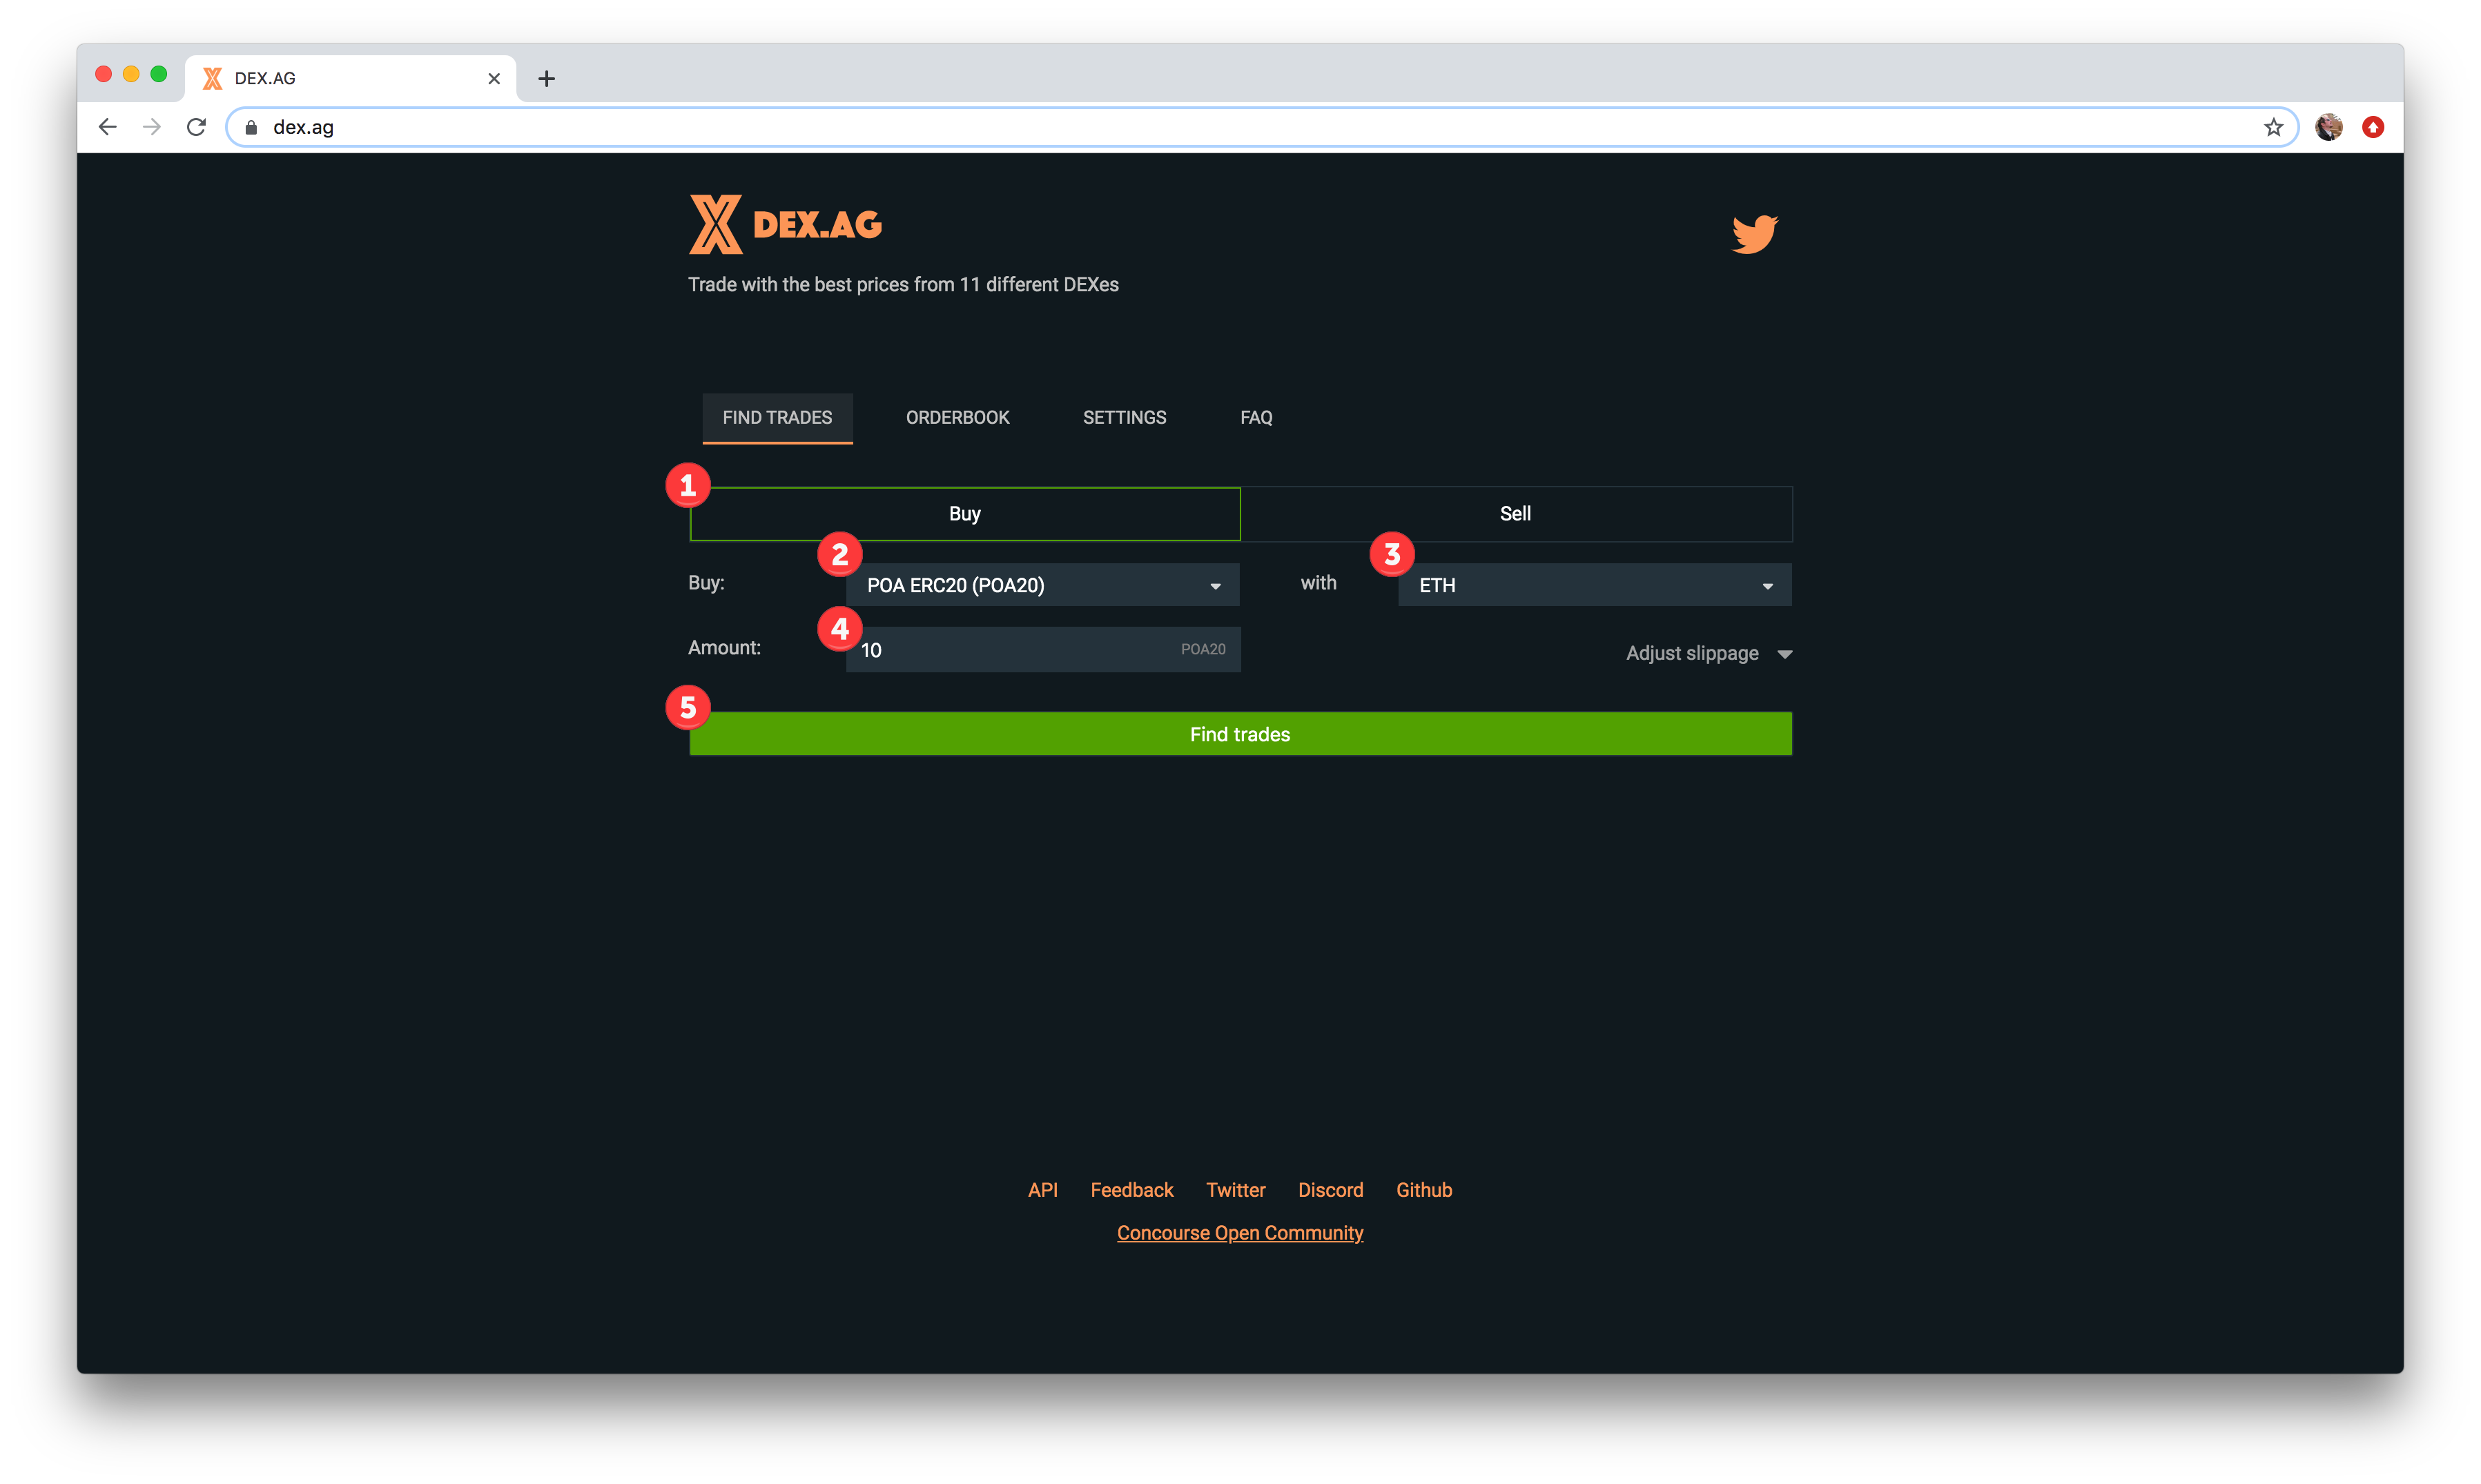 DEX.AG
dex.ag
DEX.AG
Trade with the best prices from 11 different DEXes
FIND TRADES ORDERBOOK SETTINGS FAQ
1
Buy Sell
2 3
Buy: POA ERC20 (POA20) with ETH
4
Amount: 10 POA20 Adjust slippage
5
Find trades
API Feedback Twitter Discord Github
Concourse Open Community